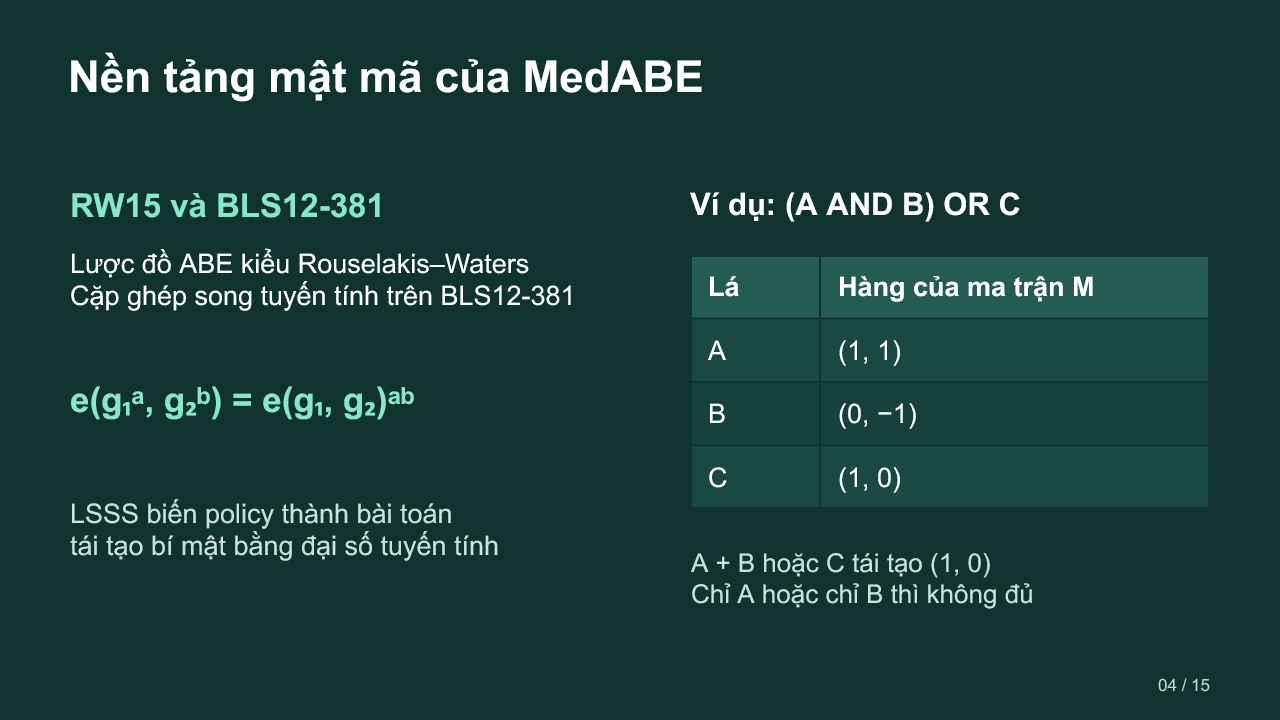 Nền tảng mật mã của MedABE
RW15 và BLS12-381
Lược đồ ABE kiểu Rouselakis–Waters
Cặp ghép song tuyến tính trên BLS12-381
e(g₁ᵃ, g₂ᵇ) = e(g₁, g₂)ᵃᵇ
LSSS biến policy thành bài toán
tái tạo bí mật bằng đại số tuyến tính
Ví dụ: (A AND B) OR C
Lá Hàng của ma trận M
A (1, 1)
B (0, −1)
C (1, 0)
A + B hoặc C tái tạo (1, 0)
Chỉ A hoặc chỉ B thì không đủ
04 / 15